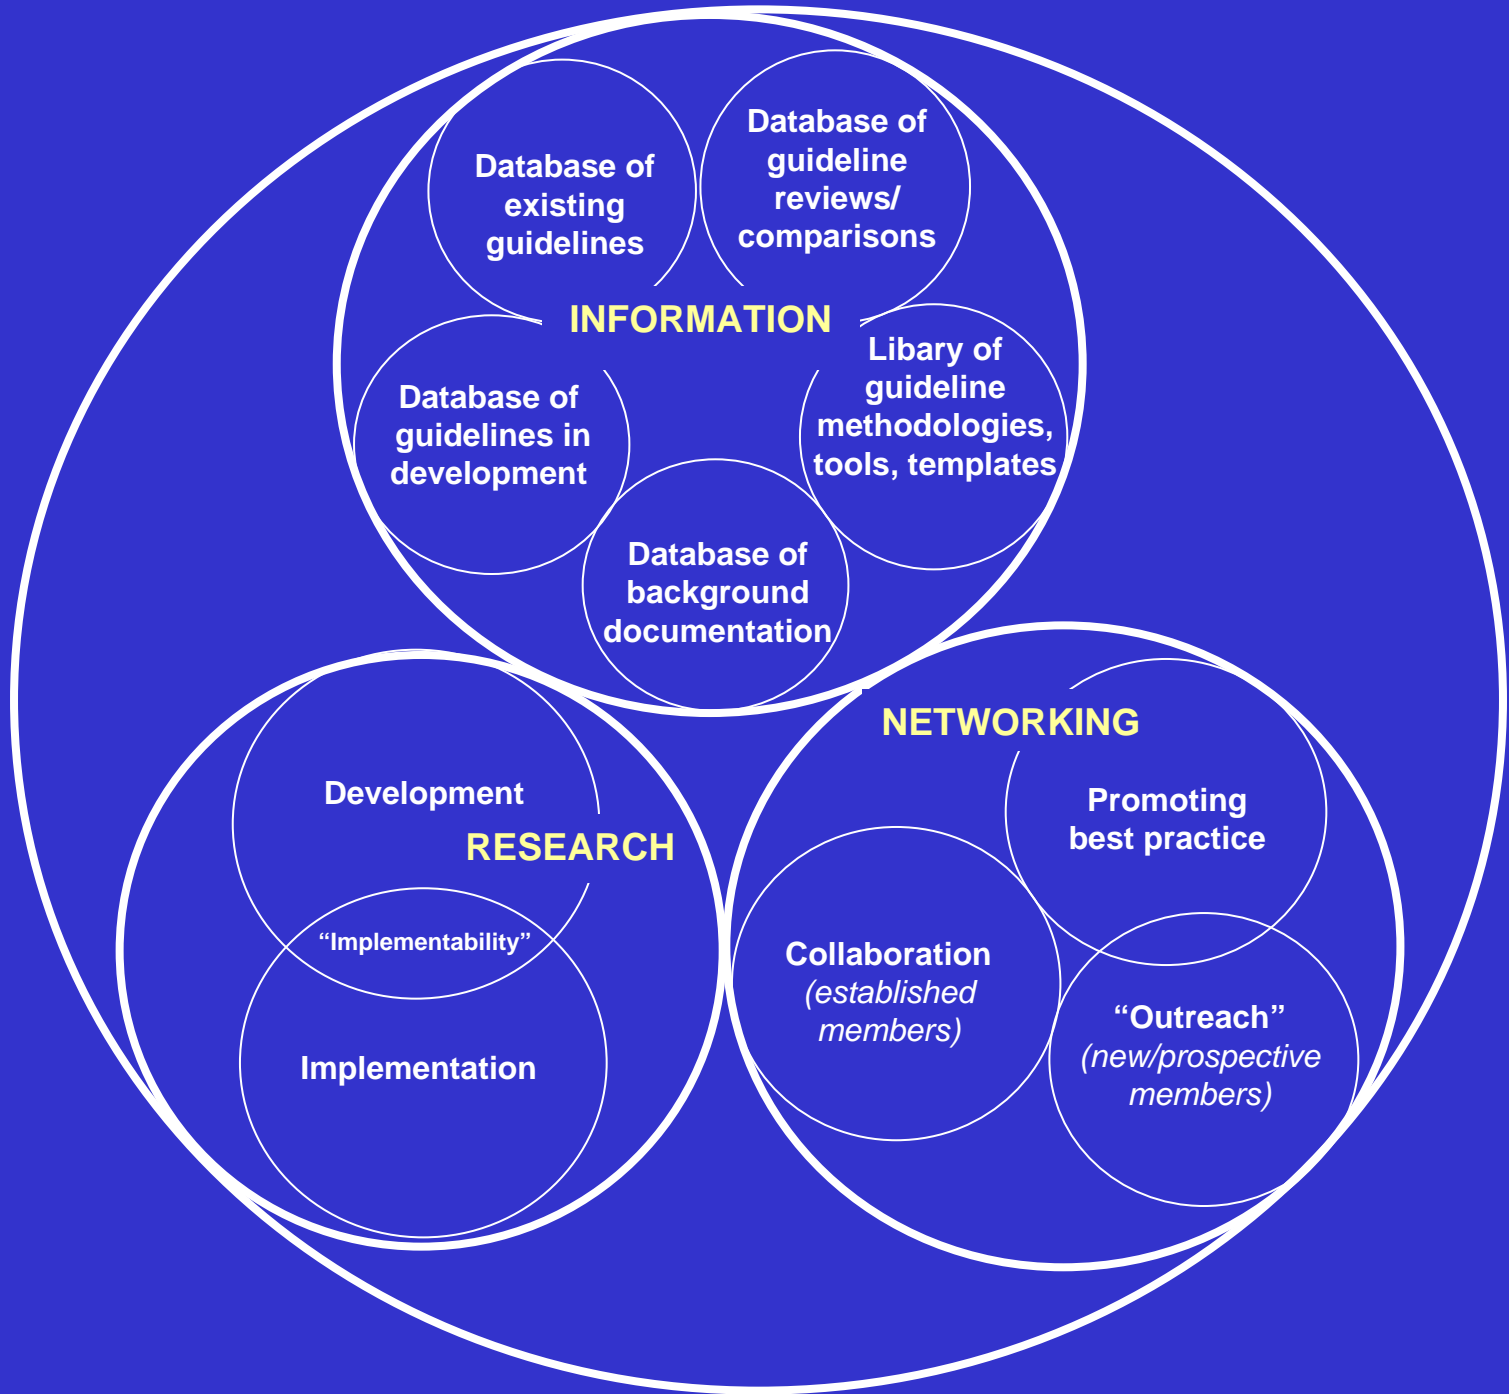 Database of
existing
guidelines
Database of
guideline
reviews/
comparisons
INFORMATION
Database of
guidelines in
development
Libary of
guideline
methodologies,
tools, templates
Database of
background
documentation
Development
RESEARCH
“Implementability”
Implementation
NETWORKING
Promoting
best practice
Collaboration
(established
members)
“Outreach”
(new/prospective
members)